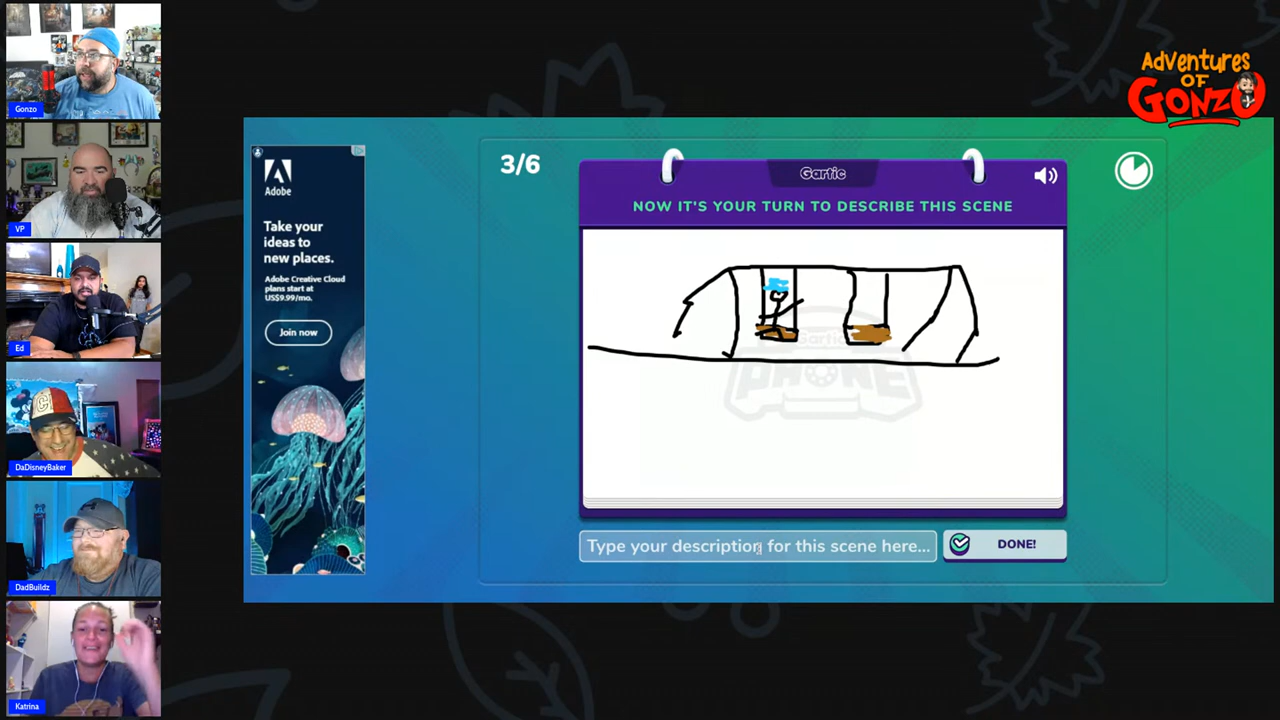 Gonzo
VP
Ed
DaDisneyBaker
DadBuildz
Katrina
Adobe
Take your
ideas to
new places.
Adobe Creative Cloud
plans start at
US$9.99/mo.
Join now
3/6
Gartic
NOW IT'S YOUR TURN TO DESCRIBE THIS SCENE
Gartic
PHONE
Type your description for this scene here...
DONE!
ADVENTURES
OF
GONZO